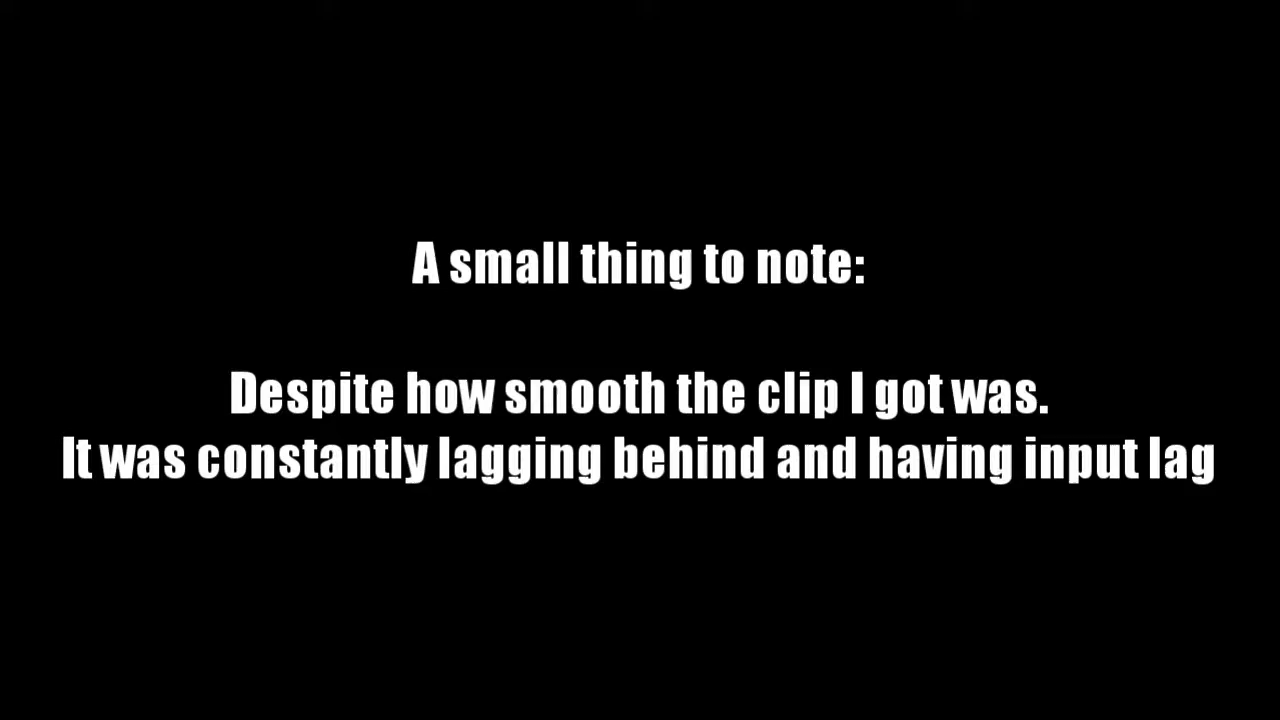 A small thing to note:
Despite how smooth the clip I got was.
It was constantly lagging behind and having input lag